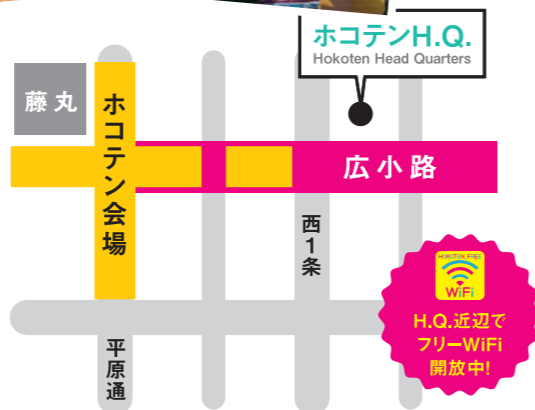 ホコテンH.Q.
Hokoten Head Quarters
藤丸
ホコテン会場
広小路
西1条
平原通
HOKOTEN_FREE
WiFi
H.Q.近辺で
フリーWiFi
開放中!